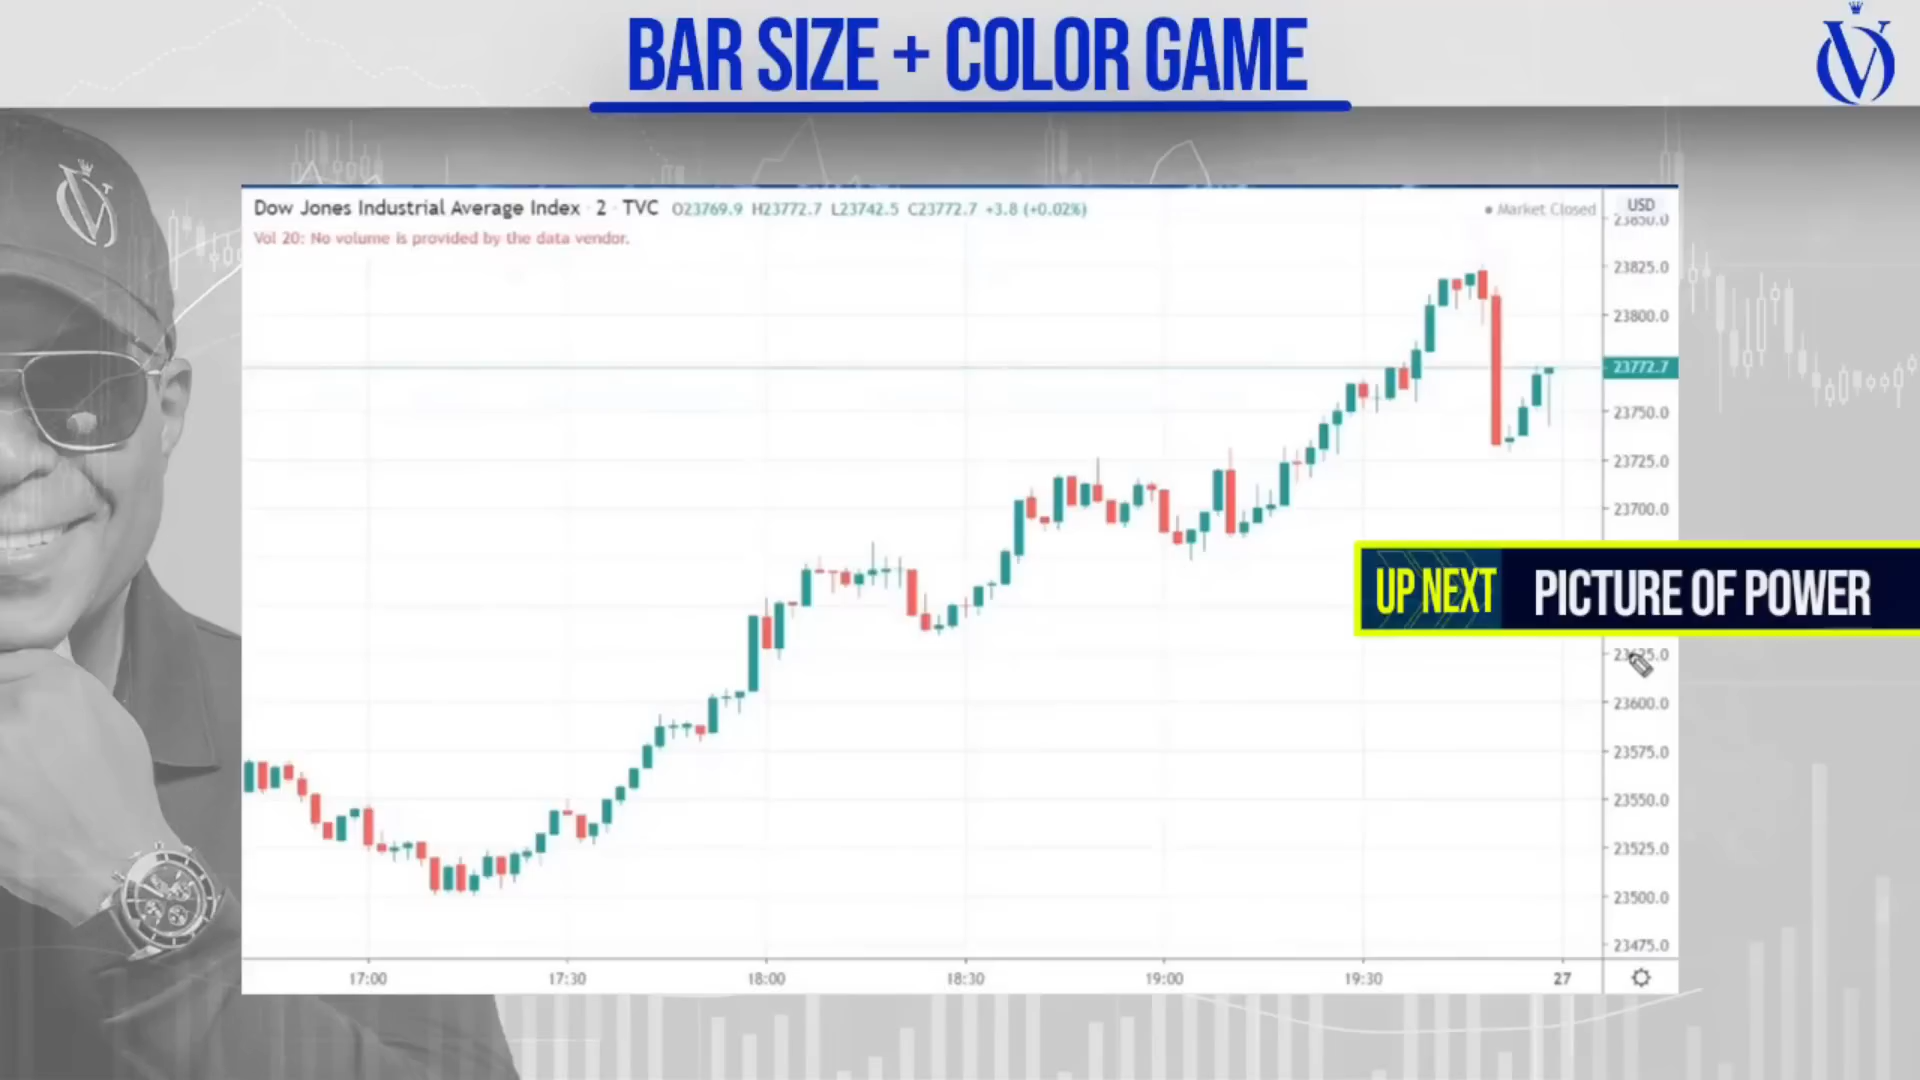 BAR SIZE + COLOR GAME
Dow Jones Industrial Average Index · 2 · TVC O23769.9 H23772.7 L23742.5 C23772.7 +3.8 (+0.02%)
Market Closed
USD
Vol 20: No volume is provided by the data vendor.
23850.0
23825.0
23800.0
23772.7
23750.0
23725.0
23700.0
UP NEXT PICTURE OF POWER
23625.0
23600.0
23575.0
23550.0
23525.0
23500.0
23475.0
17:00 17:30 18:00 18:30 19:00 19:30 27